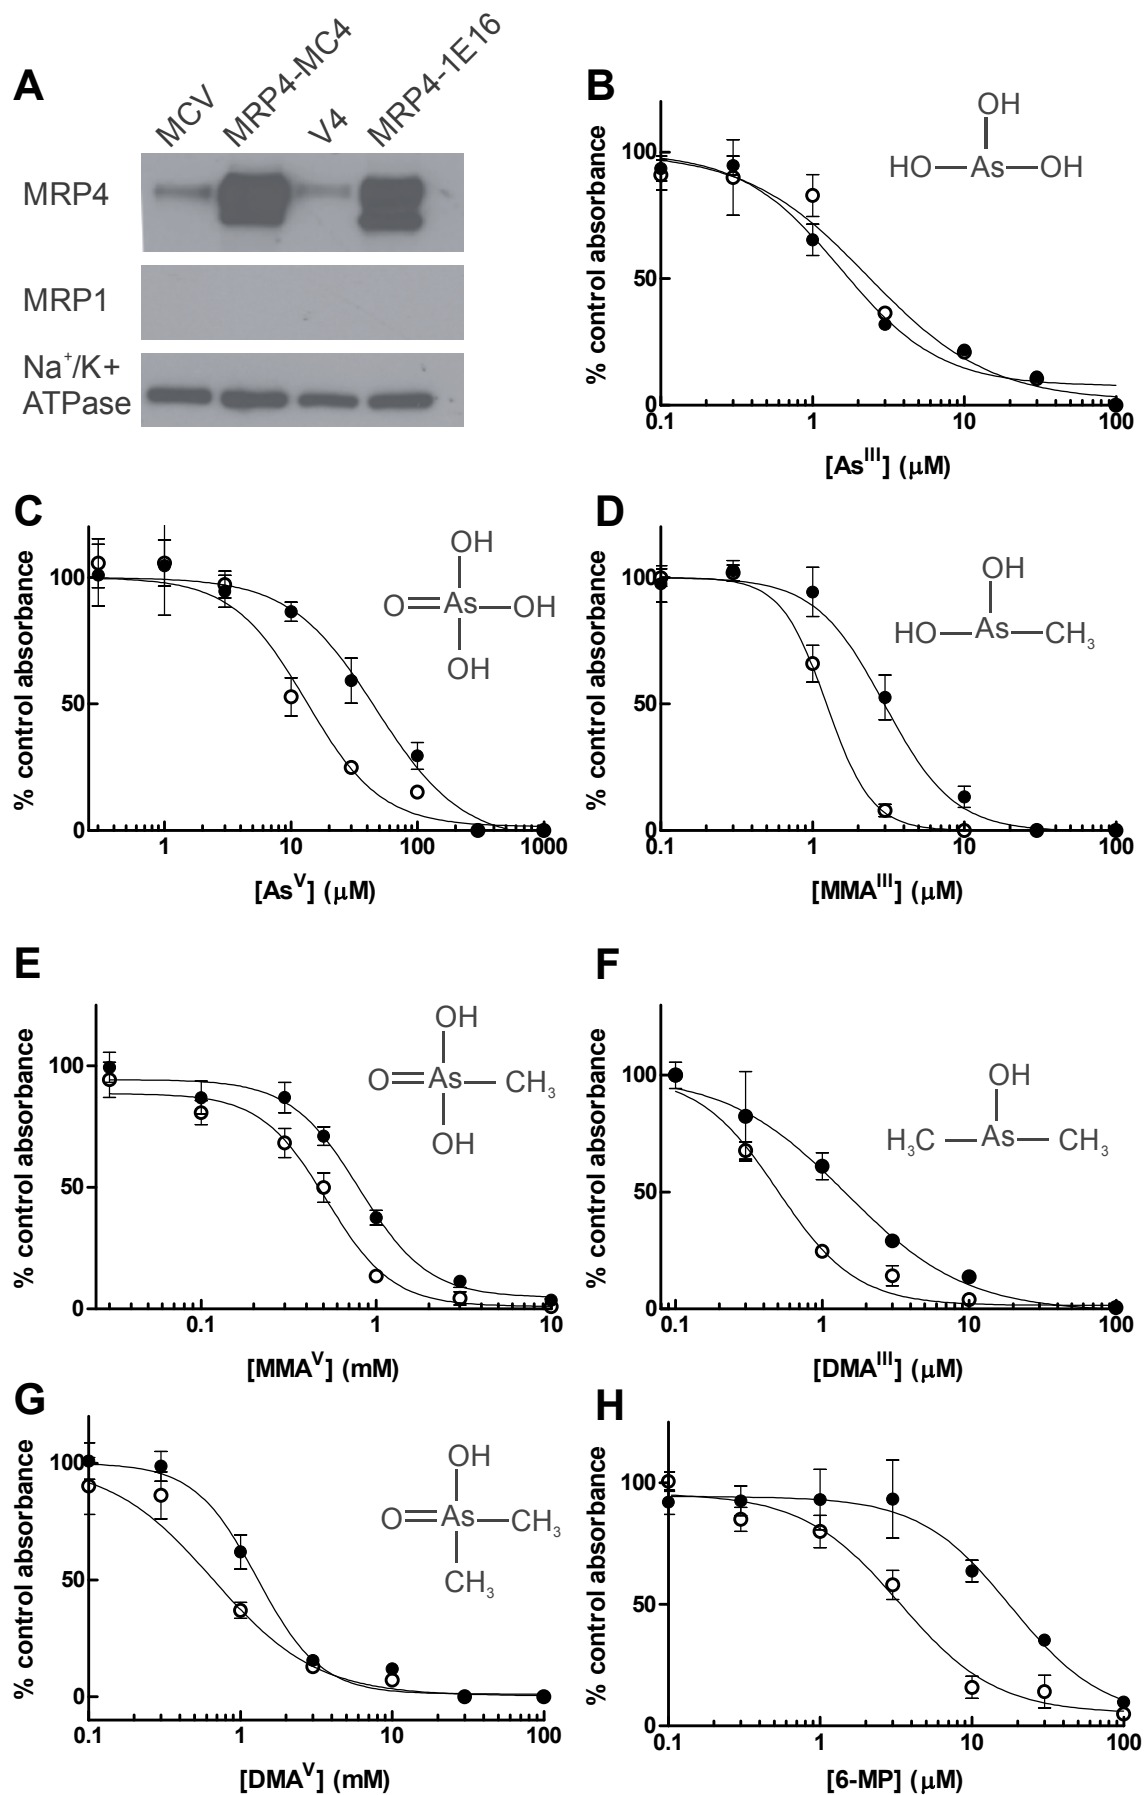 A
MCV
MRP4-MC4
V4
MRP4-1E16
MRP4
MRP1
Na⁺/K+
ATPase
B
% control absorbance
100
50
0
0.1 1 10 100
[Asᴵᴵᴵ] (μM)
OH
HO As OH
C
% control absorbance
100
50
0
1 10 100 1000
[Asⱽ] (μM)
OH
O As OH
OH
D
% control absorbance
100
50
0
0.1 1 10 100
[MMAᴵᴵᴵ] (μM)
OH
HO As CH₃
E
% control absorbance
100
50
0
0.1 1 10
[MMAⱽ] (mM)
OH
O As CH₃
OH
F
% control absorbance
100
50
0
0.1 1 10 100
[DMAᴵᴵᴵ] (μM)
OH
H₃C As CH₃
G
% control absorbance
100
50
0
0.1 1 10 100
[DMAⱽ] (mM)
OH
O As CH₃
CH₃
H
% control absorbance
100
50
0
0.1 1 10 100
[6-MP] (μM)